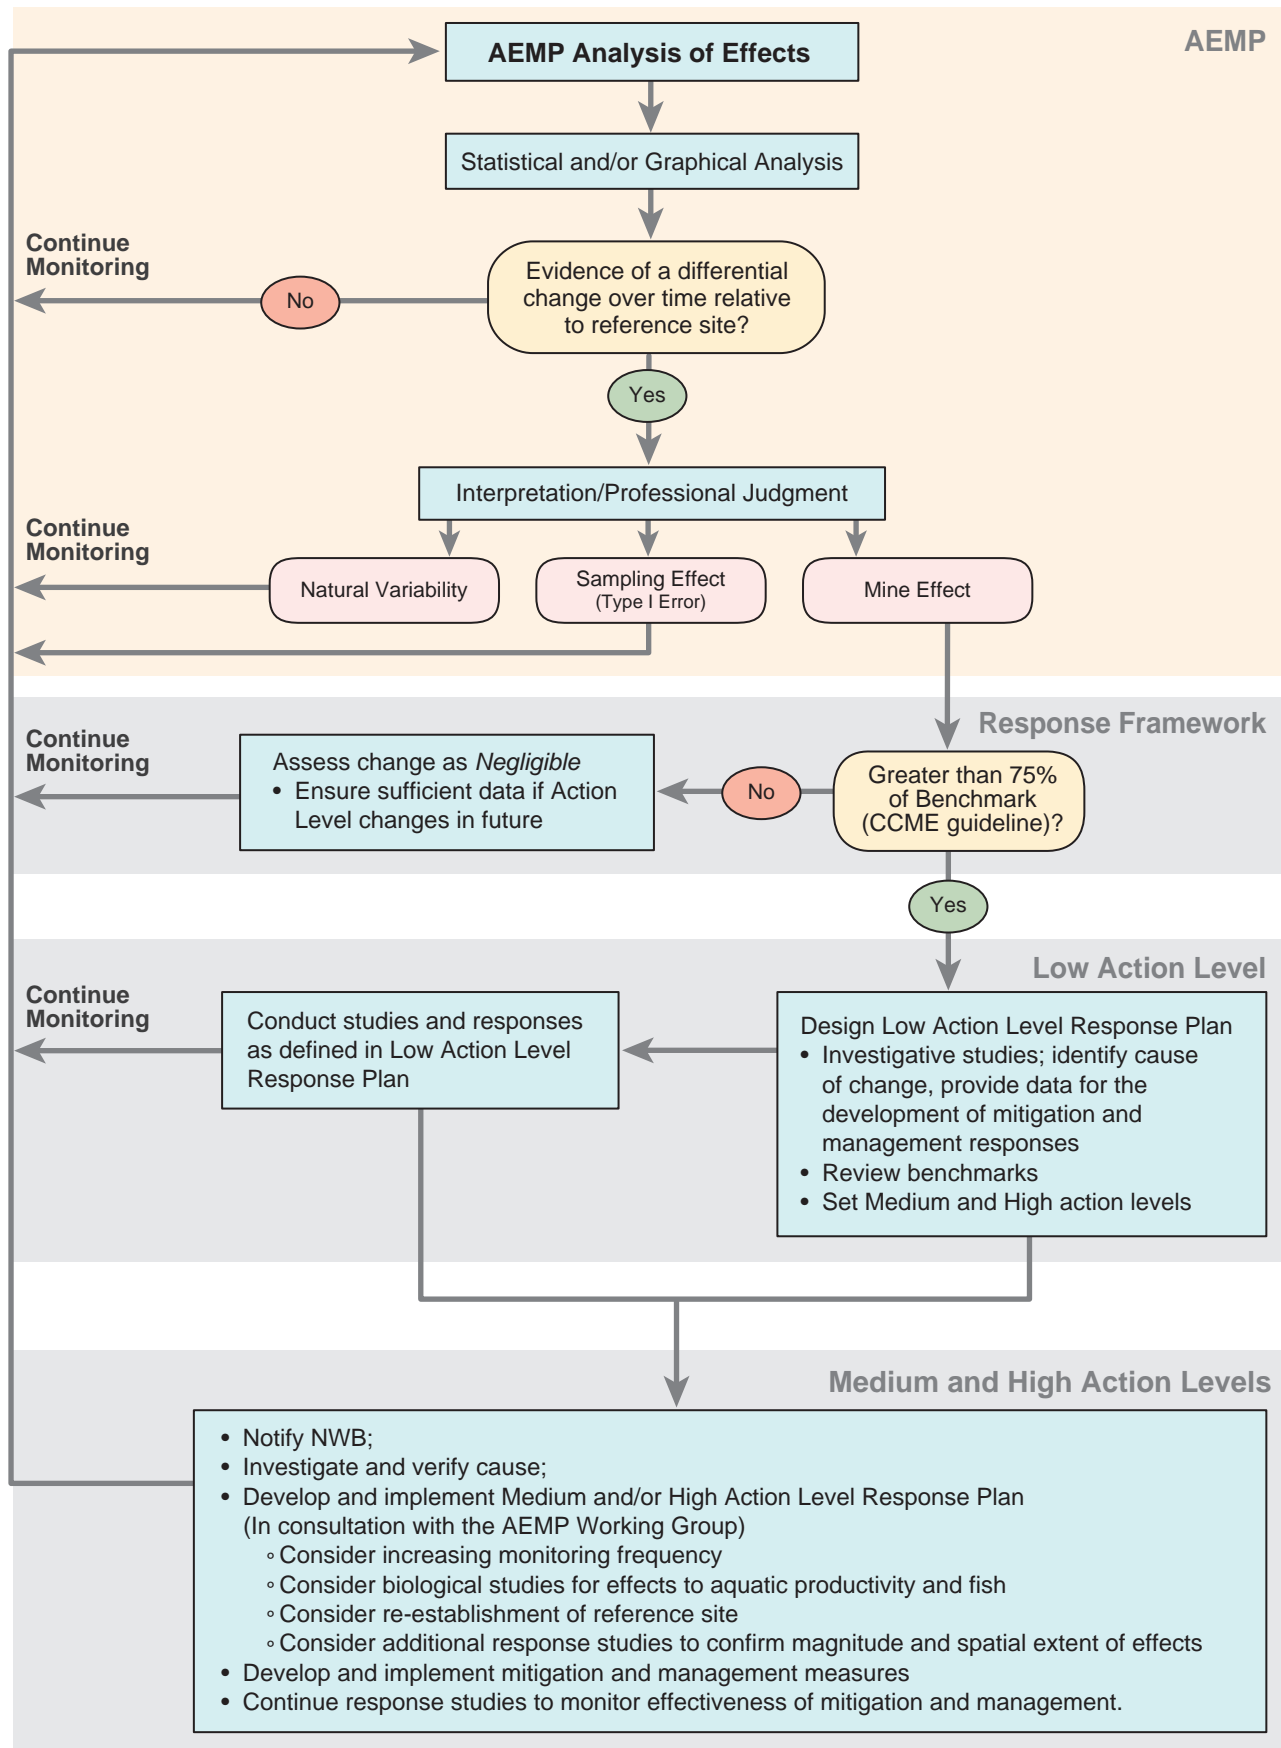 AEMP
AEMP Analysis of Effects
Statistical and/or Graphical Analysis
Continue
Monitoring
Evidence of a differential
change over time relative
to reference site?
No
Yes
Interpretation/Professional Judgment
Continue
Monitoring
Natural Variability
Sampling Effect
(Type I Error)
Mine Effect
Response Framework
Continue
Monitoring
Assess change as Negligible
• Ensure sufficient data if Action
Level changes in future
No
Greater than 75%
of Benchmark
(CCME guideline)?
Yes
Low Action Level
Continue
Monitoring
Conduct studies and responses
as defined in Low Action Level
Response Plan
Design Low Action Level Response Plan
• Investigative studies; identify cause
of change, provide data for the
development of mitigation and
management responses
• Review benchmarks
• Set Medium and High action levels
Medium and High Action Levels
• Notify NWB;
• Investigate and verify cause;
• Develop and implement Medium and/or High Action Level Response Plan
(In consultation with the AEMP Working Group)
◦ Consider increasing monitoring frequency
◦ Consider biological studies for effects to aquatic productivity and fish
◦ Consider re-establishment of reference site
◦ Consider additional response studies to confirm magnitude and spatial extent of effects
• Develop and implement mitigation and management measures
• Continue response studies to monitor effectiveness of mitigation and management.